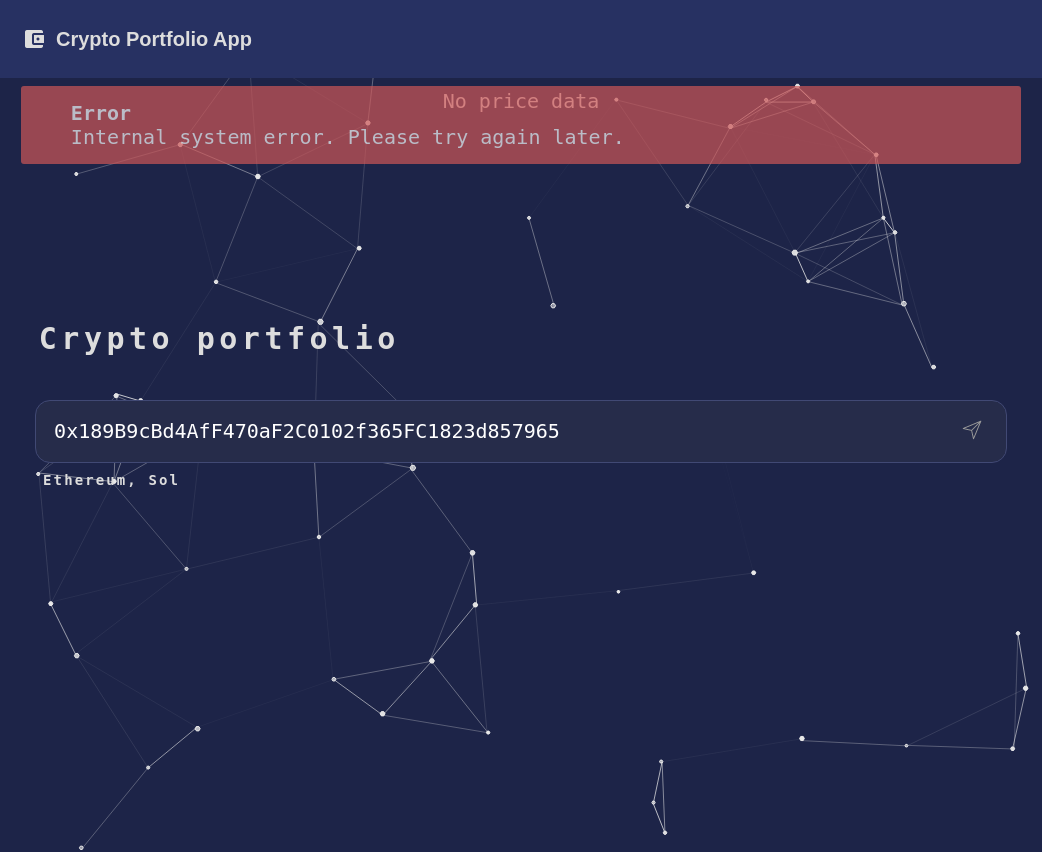 Crypto Portfolio App
No price data
Error
Internal system error. Please try again later.
Crypto portfolio
0x189B9cBd4AfF470aF2C0102f365FC1823d857965
Ethereum, Sol